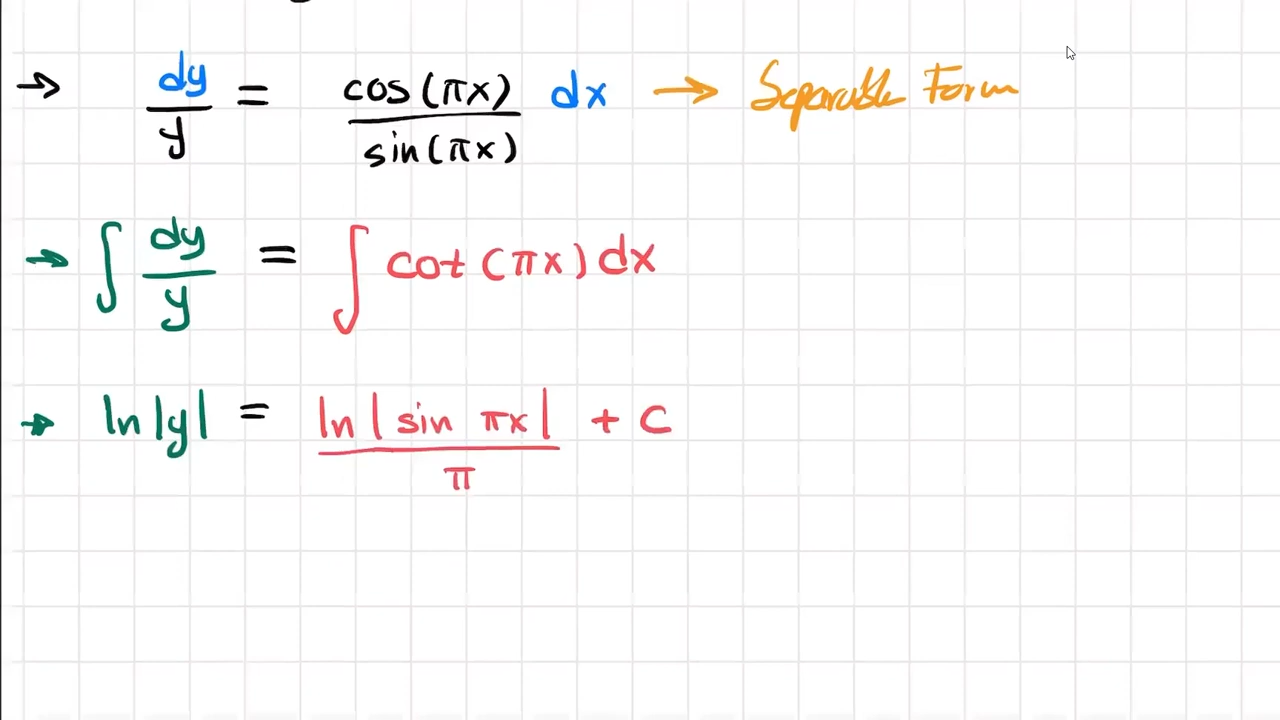 → dy/y = cos(πx)/sin(πx) dx → Separable Form
→ ∫ dy/y = ∫ cot(πx) dx
→ ln|y| = ln|sin πx|/π + c